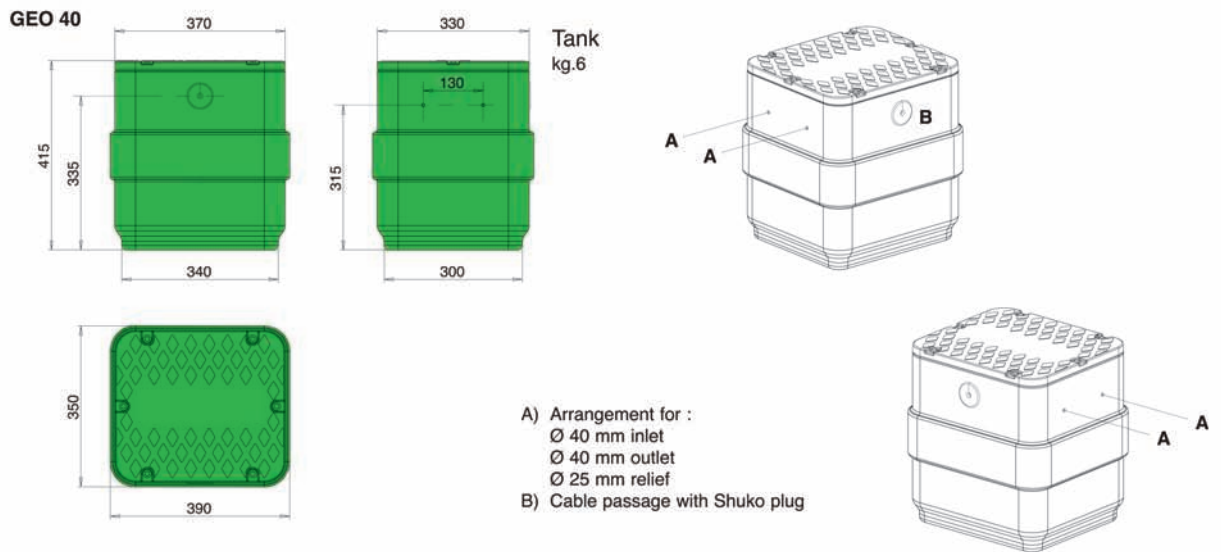 GEO 40
370
415
335
340
330
130
315
300
Tank
kg.6
A
A
B
350
390
A) Arrangement for :
Ø 40 mm inlet
Ø 40 mm outlet
Ø 25 mm relief
B) Cable passage with Shuko plug
A
A